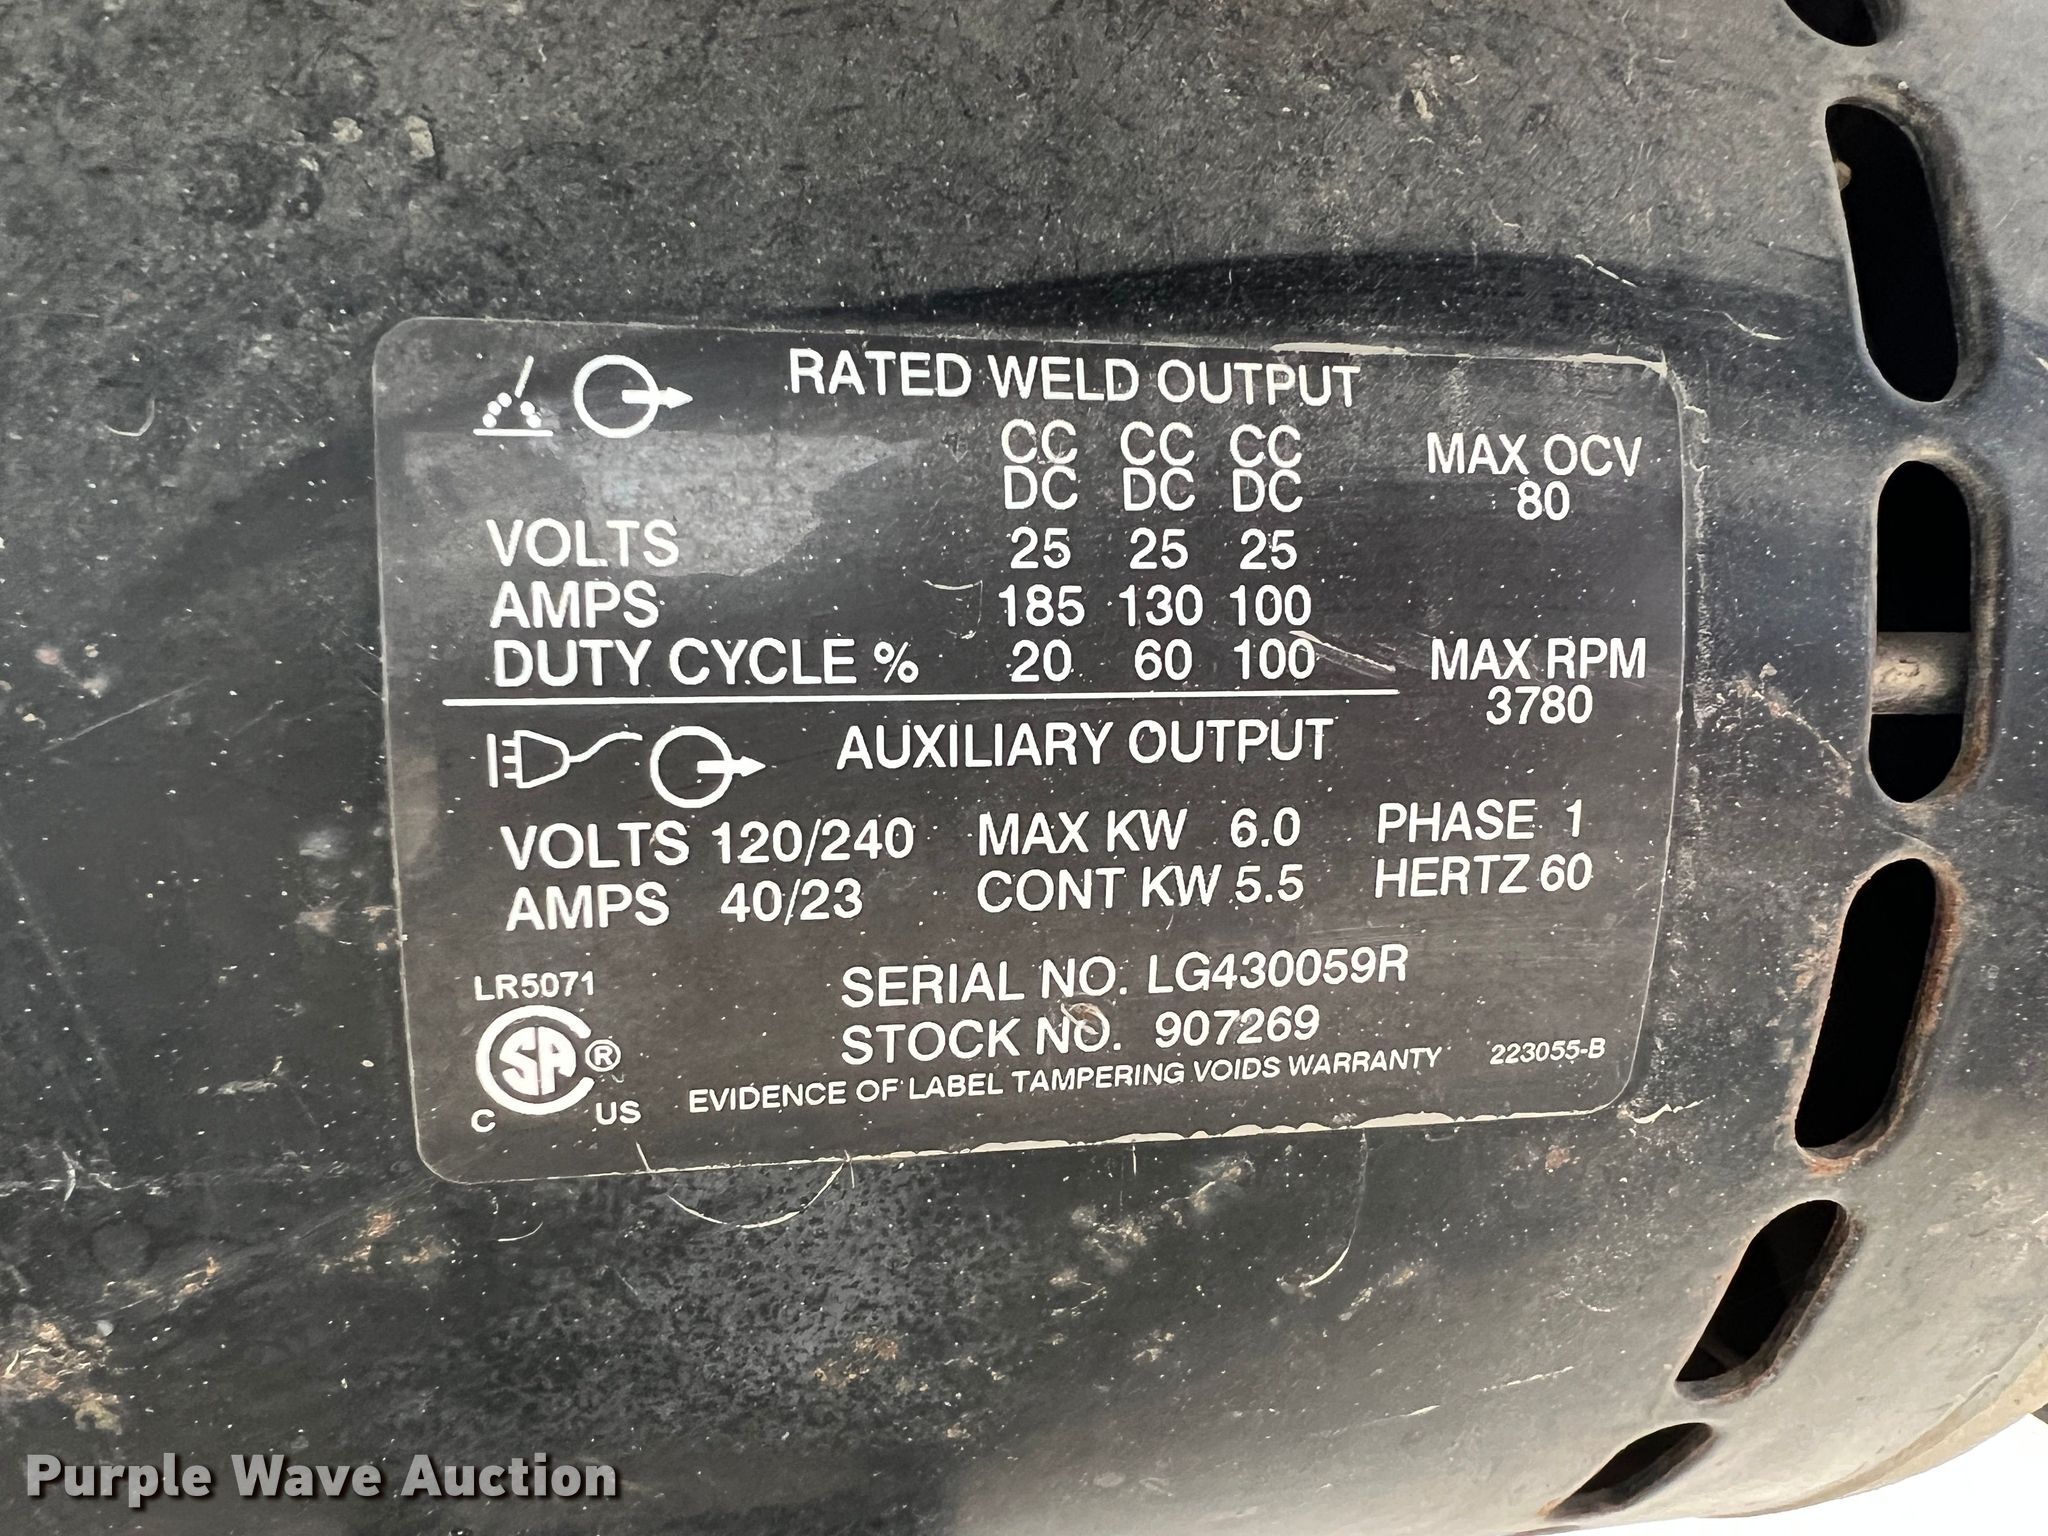 RATED WELD OUTPUT
CC CC CC
DC DC DC
MAX OCV
80
VOLTS 25 25 25
AMPS 185 130 100
DUTY CYCLE % 20 60 100
MAX RPM
3780
AUXILIARY OUTPUT
VOLTS 120/240 MAX KW 6.0 PHASE 1
AMPS 40/23 CONT KW 5.5 HERTZ 60
LR5071
SERIAL NO. LG430059R
STOCK NO. 907269
SA ®
C US
EVIDENCE OF LABEL TAMPERING VOIDS WARRANTY 223055-B
Purple Wave Auction